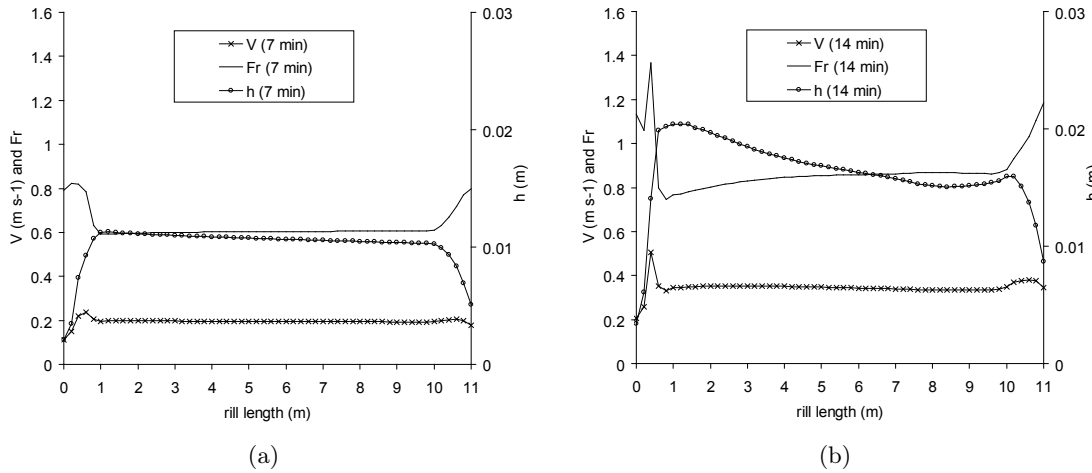 1.6
1.4
1.2
1
0.8
0.6
0.4
0.2
0
V (m s-1) and Fr
V (7 min)
Fr (7 min)
h (7 min)
0.03
0.02
0.01
0
h (m)
0 1 2 3 4 5 6 7 8 9 10 11
rill length (m)
(a)
1.6
1.4
1.2
1
0.8
0.6
0.4
0.2
0
V (m s-1) and Fr
V (14 min)
Fr (14 min)
h (14 min)
0.03
0.02
0.01
0
h (m)
0 1 2 3 4 5 6 7 8 9 10 11
rill length (m)
(b)